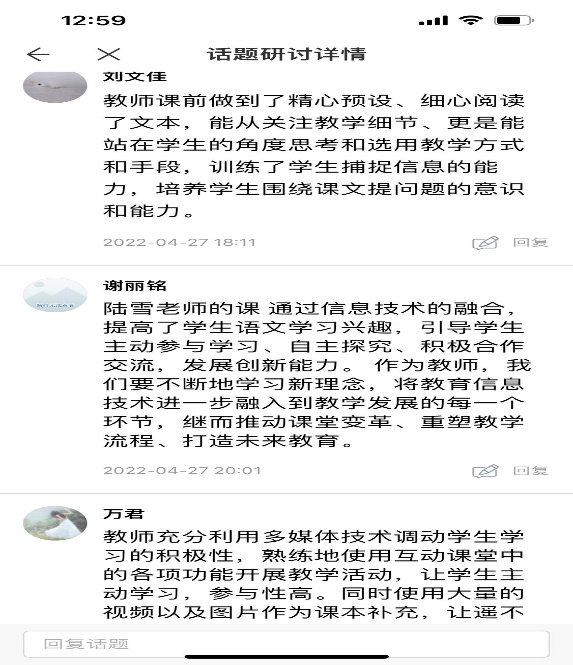 12:59
话题研讨详情
刘文佳
教师课前做到了精心预设、细心阅读
了文本，能从关注教学细节、更是能
站在学生的角度思考和选用教学方式
和手段，训练了学生捕捉信息的能
力，培养学生围绕课文提问题的意识
和能力。
2022-04-27 18:11
回复
谢丽铭
陆雪老师的课 通过信息技术的融合，
提高了学生语文学习兴趣，引导学生
主动参与学习、自主探究、积极合作
交流，发展创新能力。 作为教师，我
们要不断地学习新理念，将教育信息
技术进一步融入到教学发展的每一个
环节，继而推动课堂变革、重塑教学
流程、打造未来教育。
2022-04-27 20:01
回复
万君
教师充分利用多媒体技术调动学生学
习的积极性，熟练地使用互动课堂中
的各项功能开展教学活动，让学生主
动学习，参与性高。同时使用大量的
视频以及图片作为课本补充，让遥不
回复话题